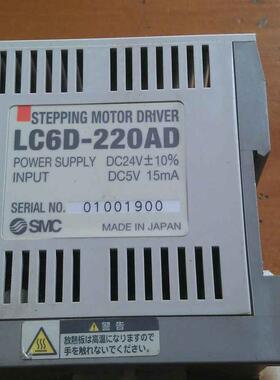 STEPPING MOTOR DRIVER
LC6D-220AD
POWER SUPPLY DC24V±10%
INPUT DC5V 15mA
SERIAL NO. 01001900
SMC MADE IN JAPAN
警告
放熱板は高温になりますので
手を触れないでください。